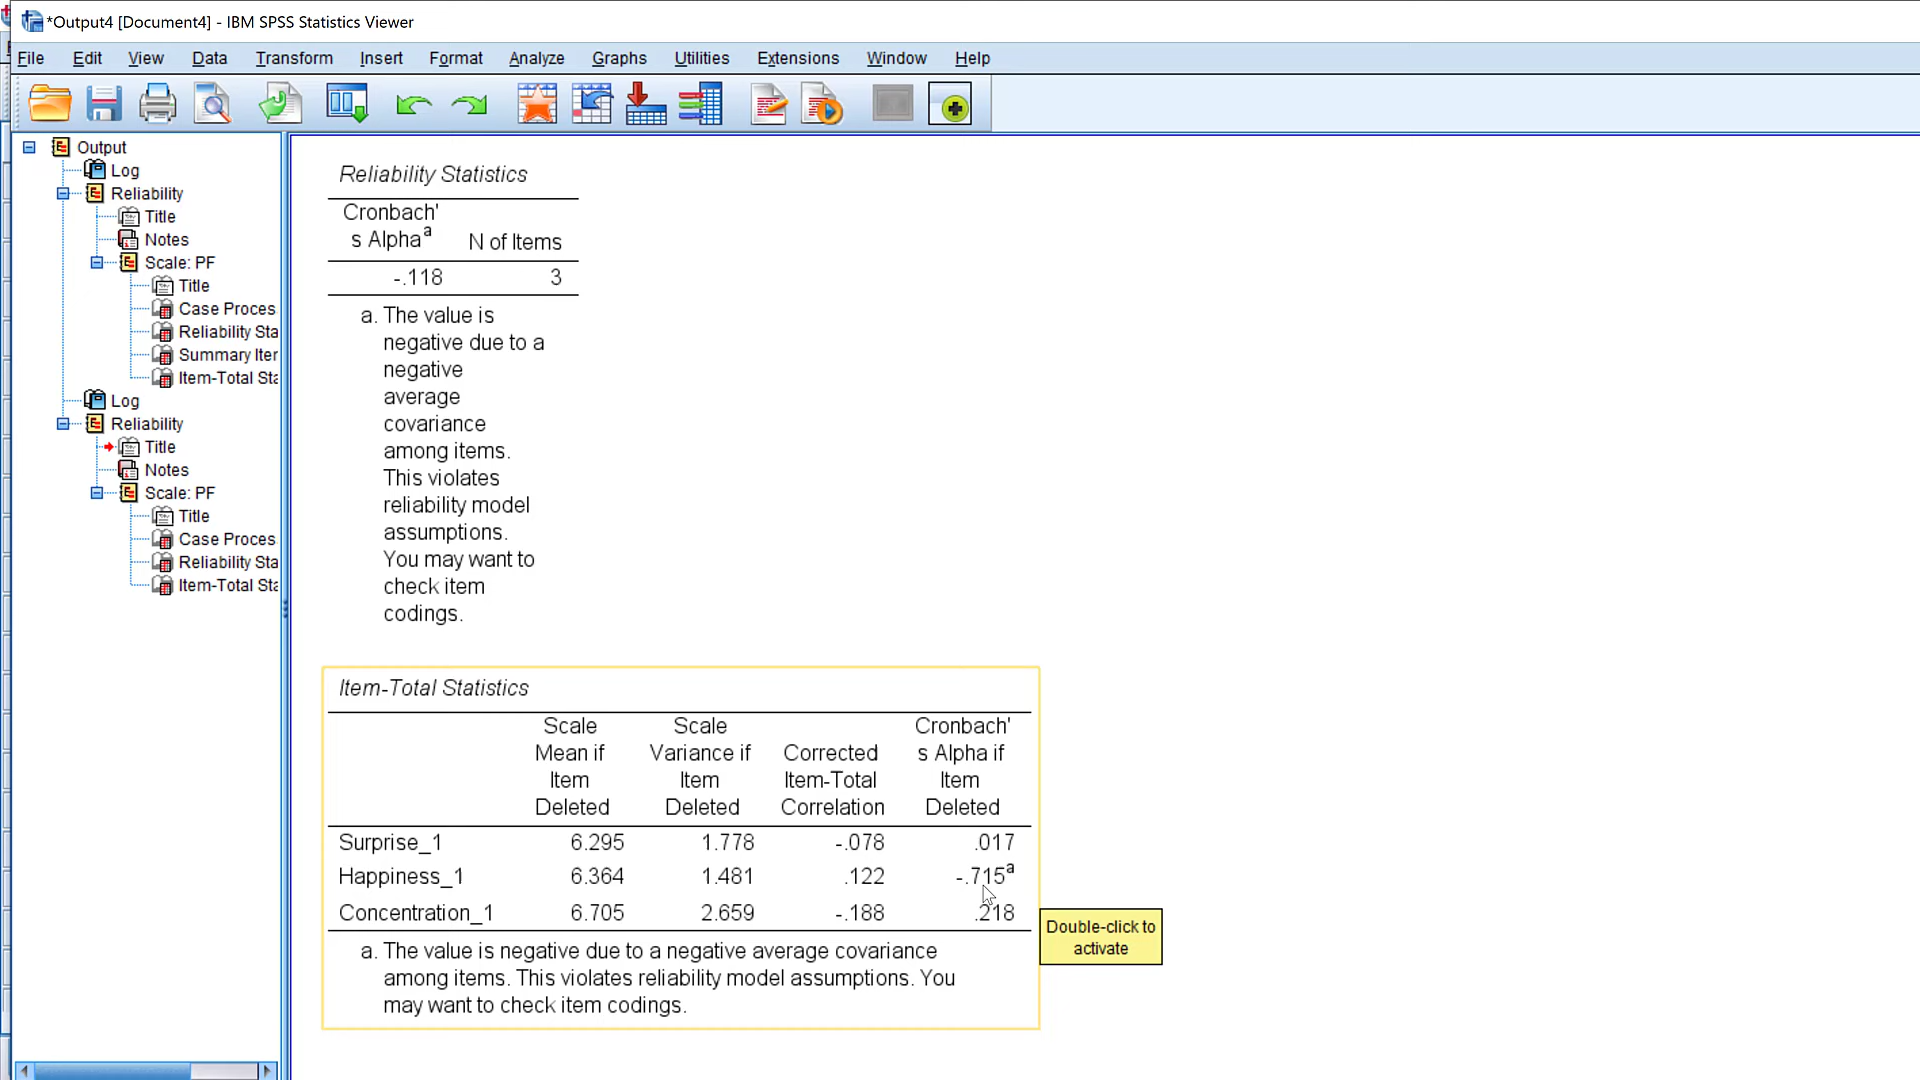 *Output4 [Document4] - IBM SPSS Statistics Viewer
File Edit View Data Transform Insert Format Analyze Graphs Utilities Extensions Window Help
Output
Log
Reliability
Title
Notes
Scale: PF
Title
Case Proces
Reliability Sta
Summary Iter
Item-Total Sta
Log
Reliability
Title
Notes
Scale: PF
Title
Case Proces
Reliability Sta
Item-Total Sta
Reliability Statistics
Cronbach'
s Alphaa N of Items
-.118 3
a. The value is
negative due to a
negative
average
covariance
among items.
This violates
reliability model
assumptions.
You may want to
check item
codings.
Item-Total Statistics
Scale Scale Cronbach'
Mean if Variance if Corrected s Alpha if
Item Item Item-Total Item
Deleted Deleted Correlation Deleted
Surprise_1 6.295 1.778 -.078 .017
Happiness_1 6.364 1.481 .122 -.715a
Concentration_1 6.705 2.659 -.188 .218
a. The value is negative due to a negative average covariance
among items. This violates reliability model assumptions. You
may want to check item codings.
Double-click to
activate